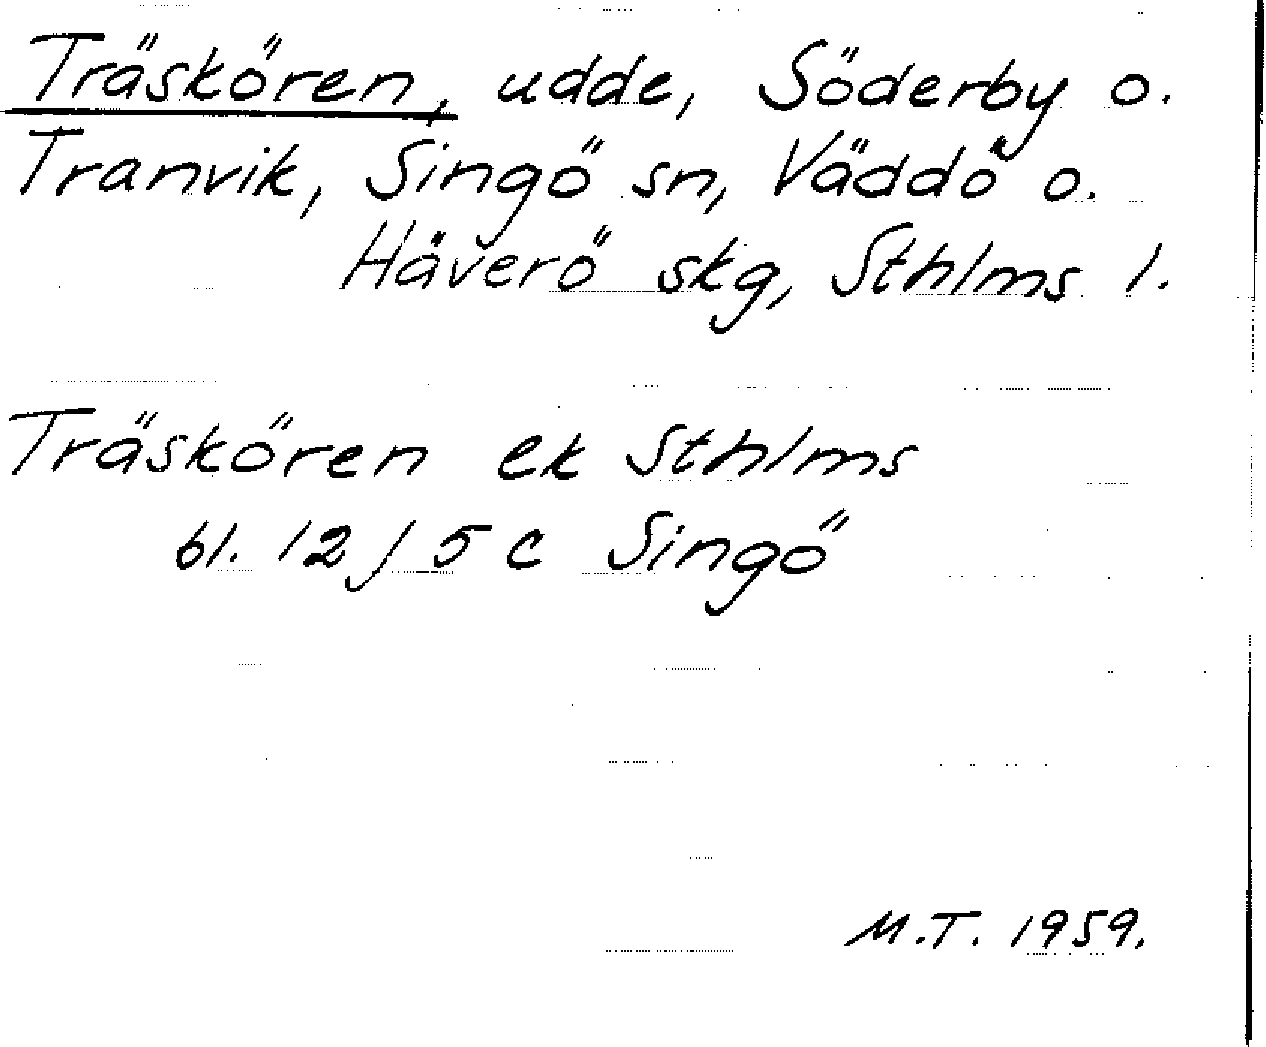 Träskören, udde, Söderby o.
Tranvik, Singö sn, Väddö o.
Häverö skg, Sthlms l.
Träskören ek Sthlms
bl. 12 / 5 c Singö
M.T. 1959.